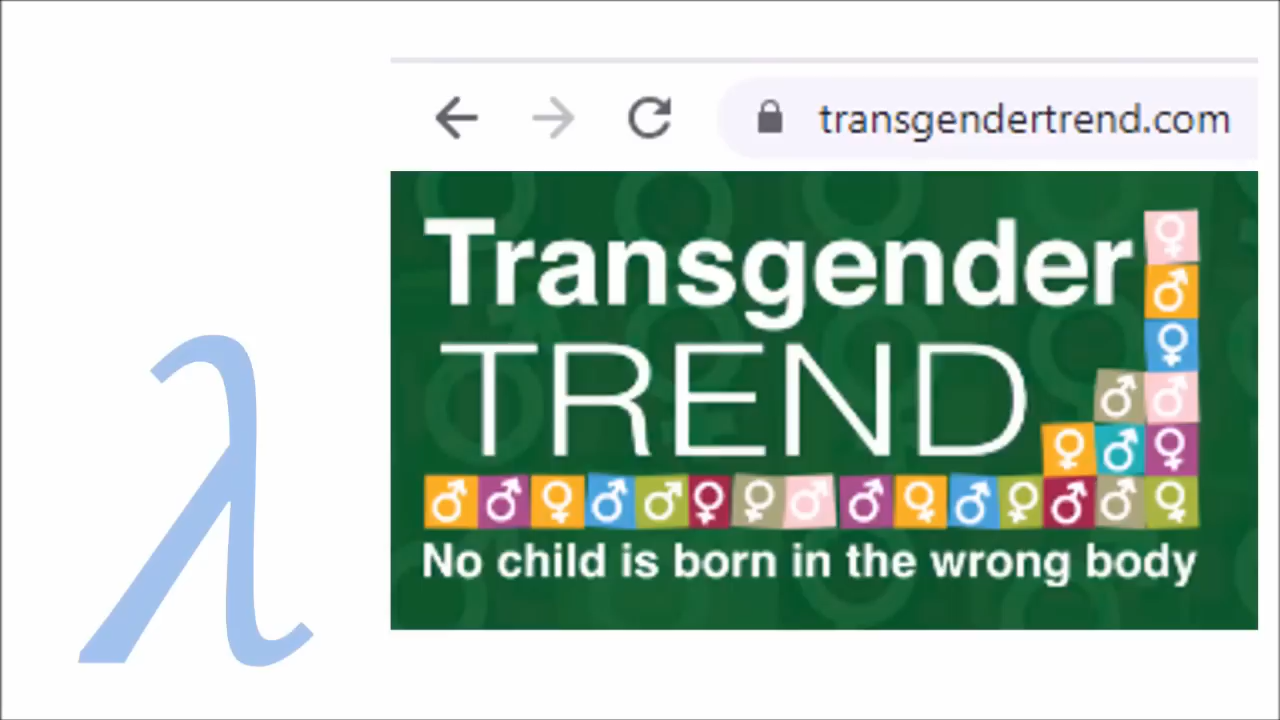 transgendertrend.com
Transgender
TREND
No child is born in the wrong body
λ